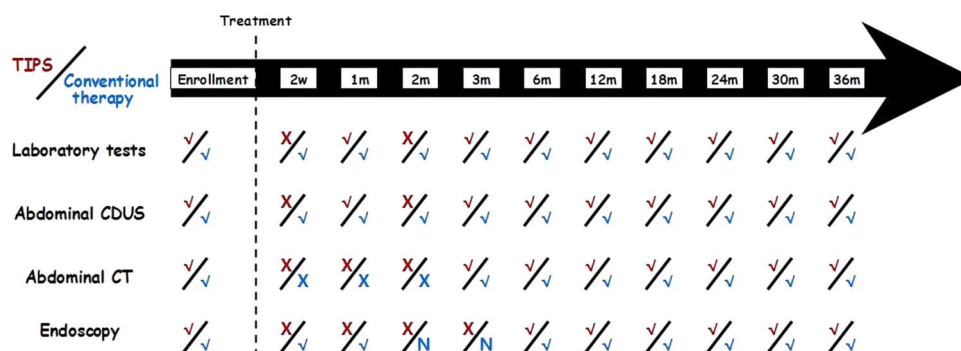 Treatment
TIPS
Conventional therapy
Enrollment 2w 1m 2m 3m 6m 12m 18m 24m 30m 36m
Laboratory tests √/√ X/√ √/√ X/√ √/√ √/√ √/√ √/√ √/√ √/√ √/√
Abdominal CDUS √/√ X/√ √/√ X/√ √/√ √/√ √/√ √/√ √/√ √/√ √/√
Abdominal CT √/√ X/X X/X X/X √/√ √/√ √/√ √/√ √/√ √/√ √/√
Endoscopy √/√ X/√ X/√ X/N X/N √/√ √/√ √/√ √/√ √/√ √/√